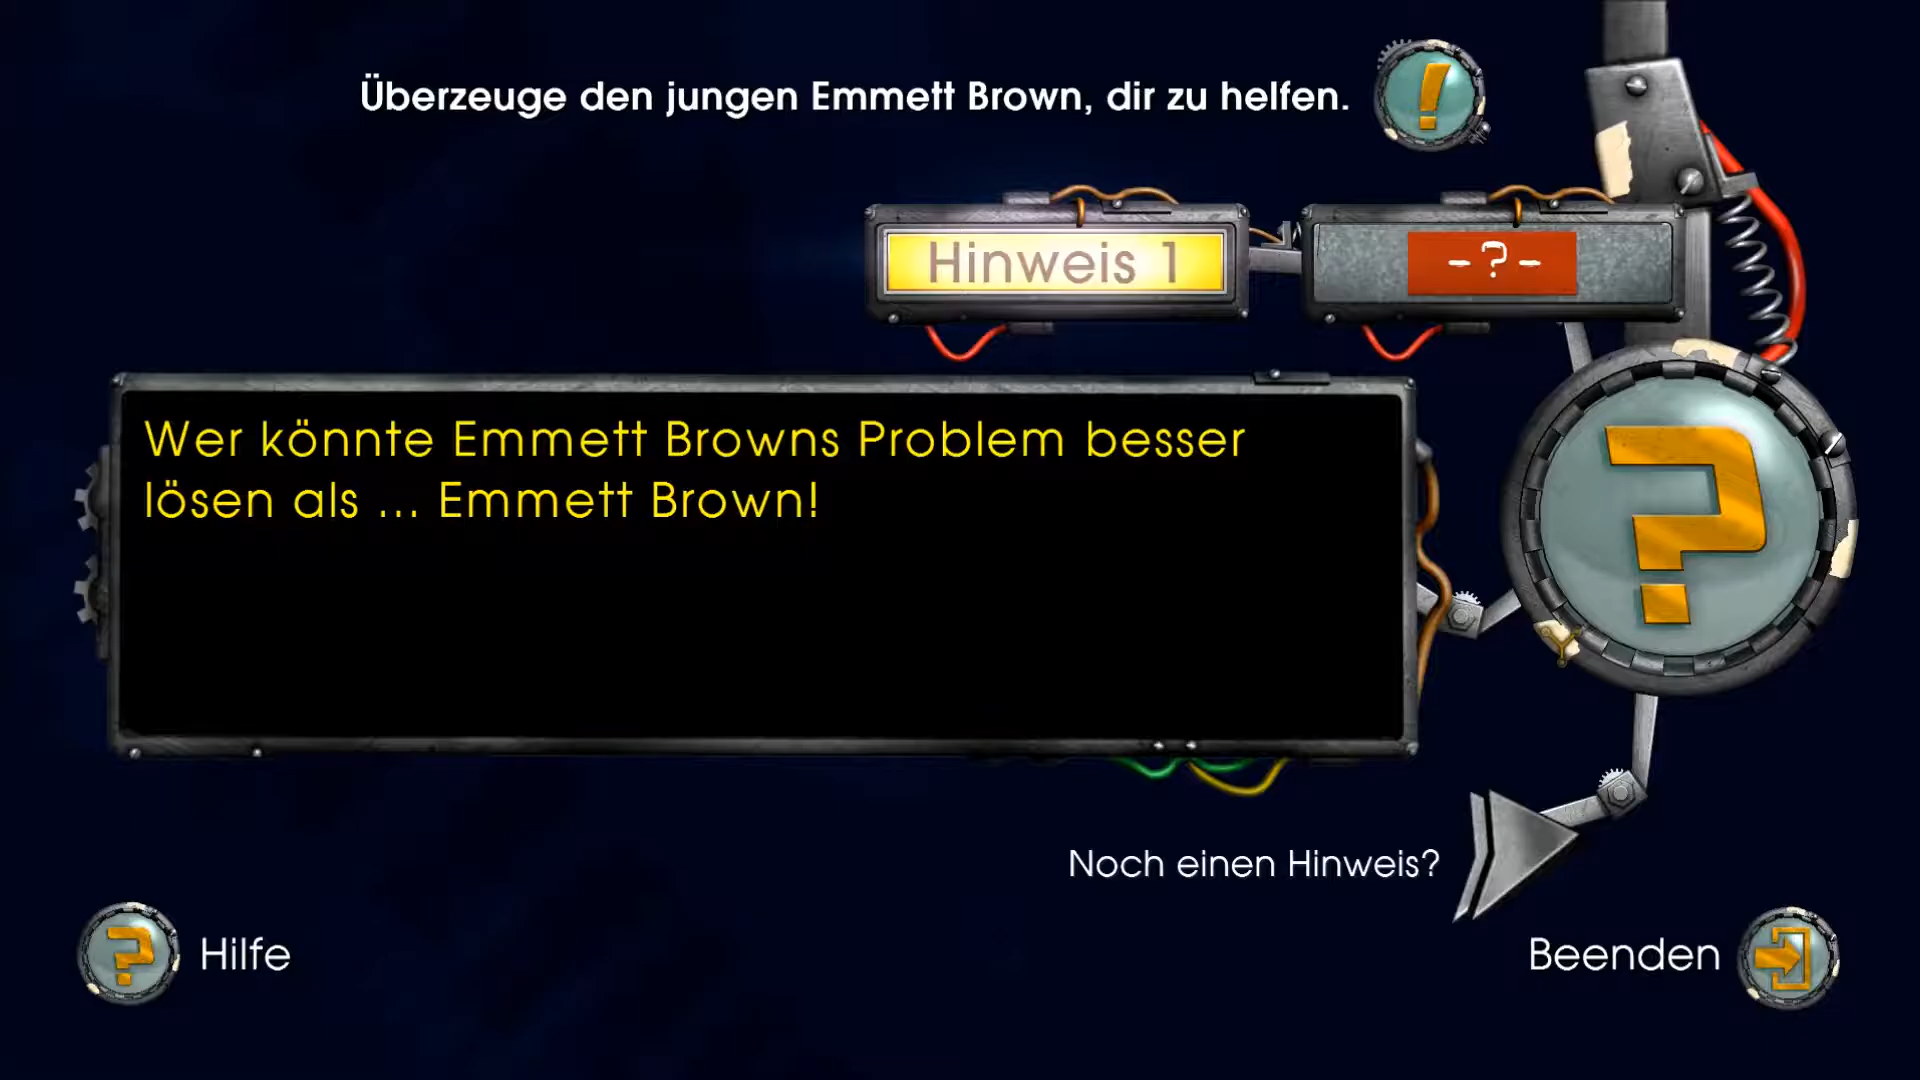 Überzeuge den jungen Emmett Brown, dir zu helfen.
Hinweis 1
-?-
Wer könnte Emmett Browns Problem besser
lösen als ... Emmett Brown!
Noch einen Hinweis?
Hilfe
Beenden